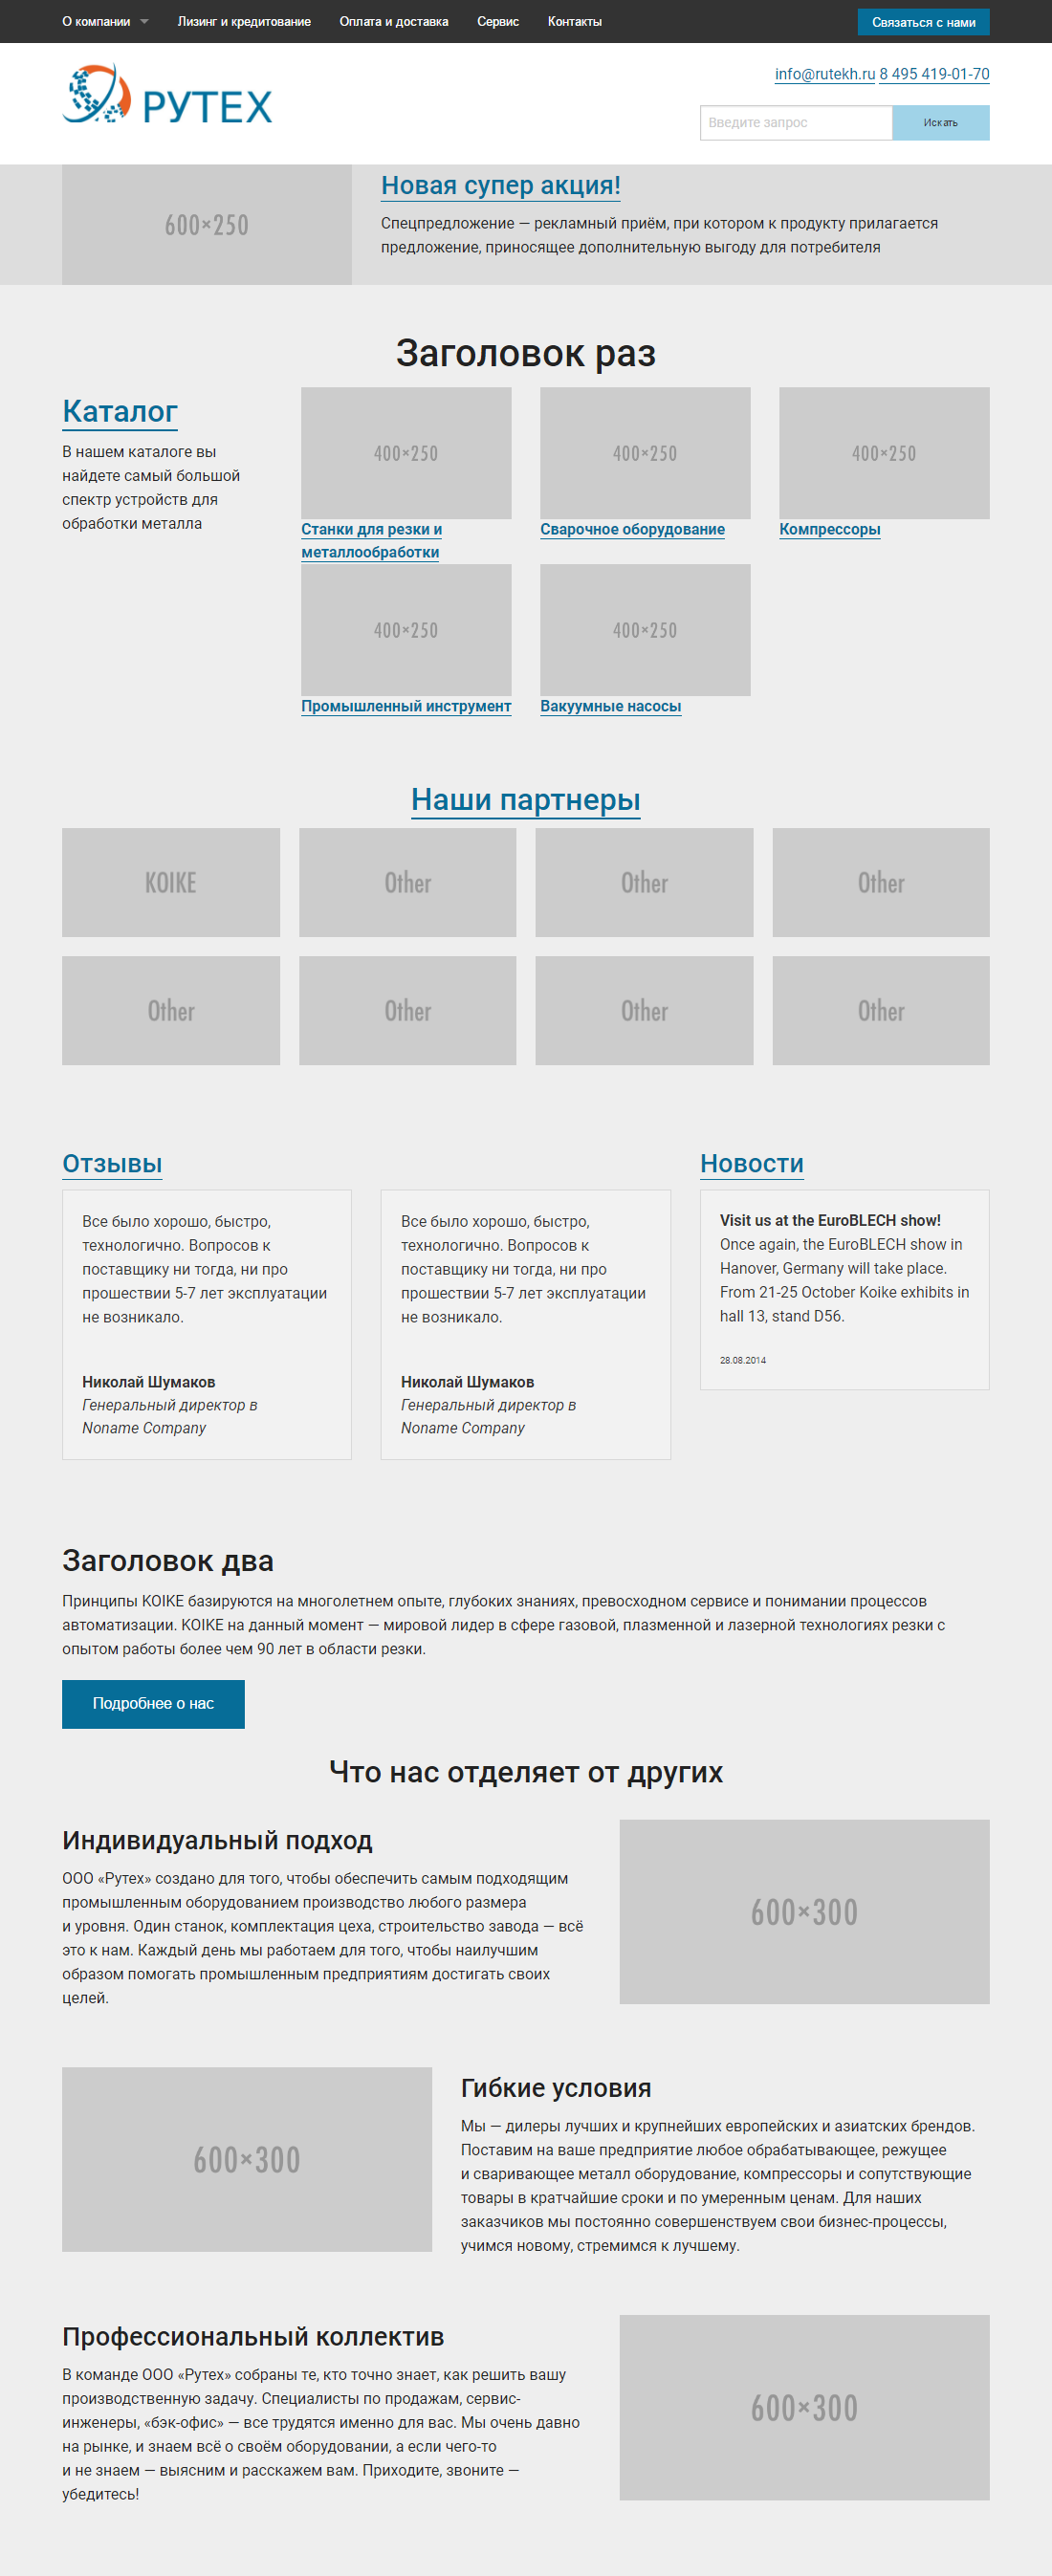 О компании
Лизинг и кредитование
Оплата и доставка
Сервис
Контакты
Связаться с нами
РУТЕХ
info@rutekh.ru 8 495 419-01-70
Введите запрос
Искать
600×250
Новая супер акция!
Спецпредложение — рекламный приём, при котором к продукту прилагается
предложение, приносящее дополнительную выгоду для потребителя
Заголовок раз
Каталог
В нашем каталоге вы
найдете самый большой
спектр устройств для
обработки металла
400×250
400×250
400×250
Станки для резки и
металлообработки
Сварочное оборудование
Компрессоры
400×250
400×250
Промышленный инструмент
Вакуумные насосы
Наши партнеры
KOIKE
Other
Other
Other
Other
Other
Other
Other
Отзывы
Все было хорошо, быстро,
технологично. Вопросов к
поставщику ни тогда, ни про
прошествии 5-7 лет эксплуатации
не возникало.
Николай Шумаков
Генеральный директор в
Noname Company
Все было хорошо, быстро,
технологично. Вопросов к
поставщику ни тогда, ни про
прошествии 5-7 лет эксплуатации
не возникало.
Николай Шумаков
Генеральный директор в
Noname Company
Новости
Visit us at the EuroBLECH show!
Once again, the EuroBLECH show in
Hanover, Germany will take place.
From 21-25 October Koike exhibits in
hall 13, stand D56.
28.08.2014
Заголовок два
Принципы KOIKE базируются на многолетнем опыте, глубоких знаниях, превосходном сервисе и понимании процессов
автоматизации. KOIKE на данный момент — мировой лидер в сфере газовой, плазменной и лазерной технологиях резки с
опытом работы более чем 90 лет в области резки.
Подробнее о нас
Что нас отделяет от других
Индивидуальный подход
ООО «Рутех» создано для того, чтобы обеспечить самым подходящим
промышленным оборудованием производство любого размера
и уровня. Один станок, комплектация цеха, строительство завода — всё
это к нам. Каждый день мы работаем для того, чтобы наилучшим
образом помогать промышленным предприятиям достигать своих
целей.
600×300
600×300
Гибкие условия
Мы — дилеры лучших и крупнейших европейских и азиатских брендов.
Поставим на ваше предприятие любое обрабатывающее, режущее
и сваривающее металл оборудование, компрессоры и сопутствующие
товары в кратчайшие сроки и по умеренным ценам. Для наших
заказчиков мы постоянно совершенствуем свои бизнес-процессы,
учимся новому, стремимся к лучшему.
Профессиональный коллектив
В команде ООО «Рутех» собраны те, кто точно знает, как решить вашу
производственную задачу. Специалисты по продажам, сервис-
инженеры, «бэк-офис» — все трудятся именно для вас. Мы очень давно
на рынке, и знаем всё о своём оборудовании, а если чего-то
и не знаем — выясним и расскажем вам. Приходите, звоните —
убедитесь!
600×300